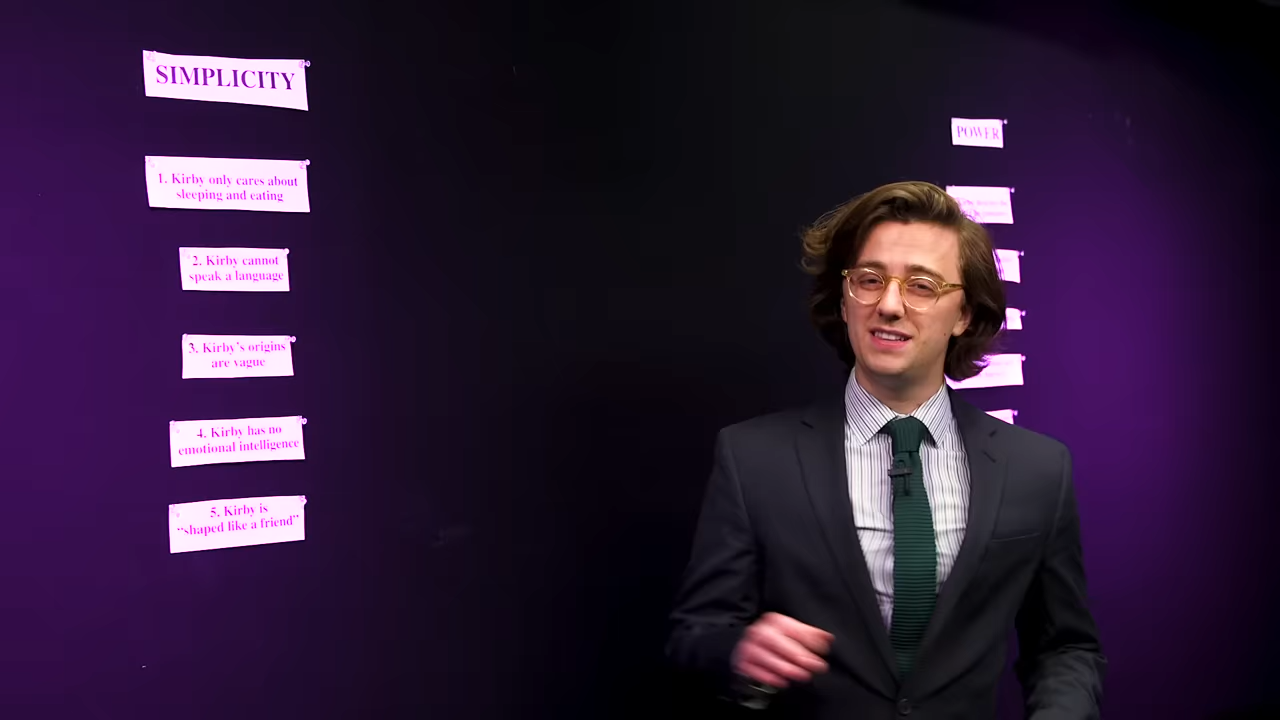 SIMPLICITY
1. Kirby only cares about
sleeping and eating
2. Kirby cannot
speak a language
3. Kirby's origins
are vague
4. Kirby has no
emotional intelligence
5. Kirby is
“shaped like a friend”
POWER